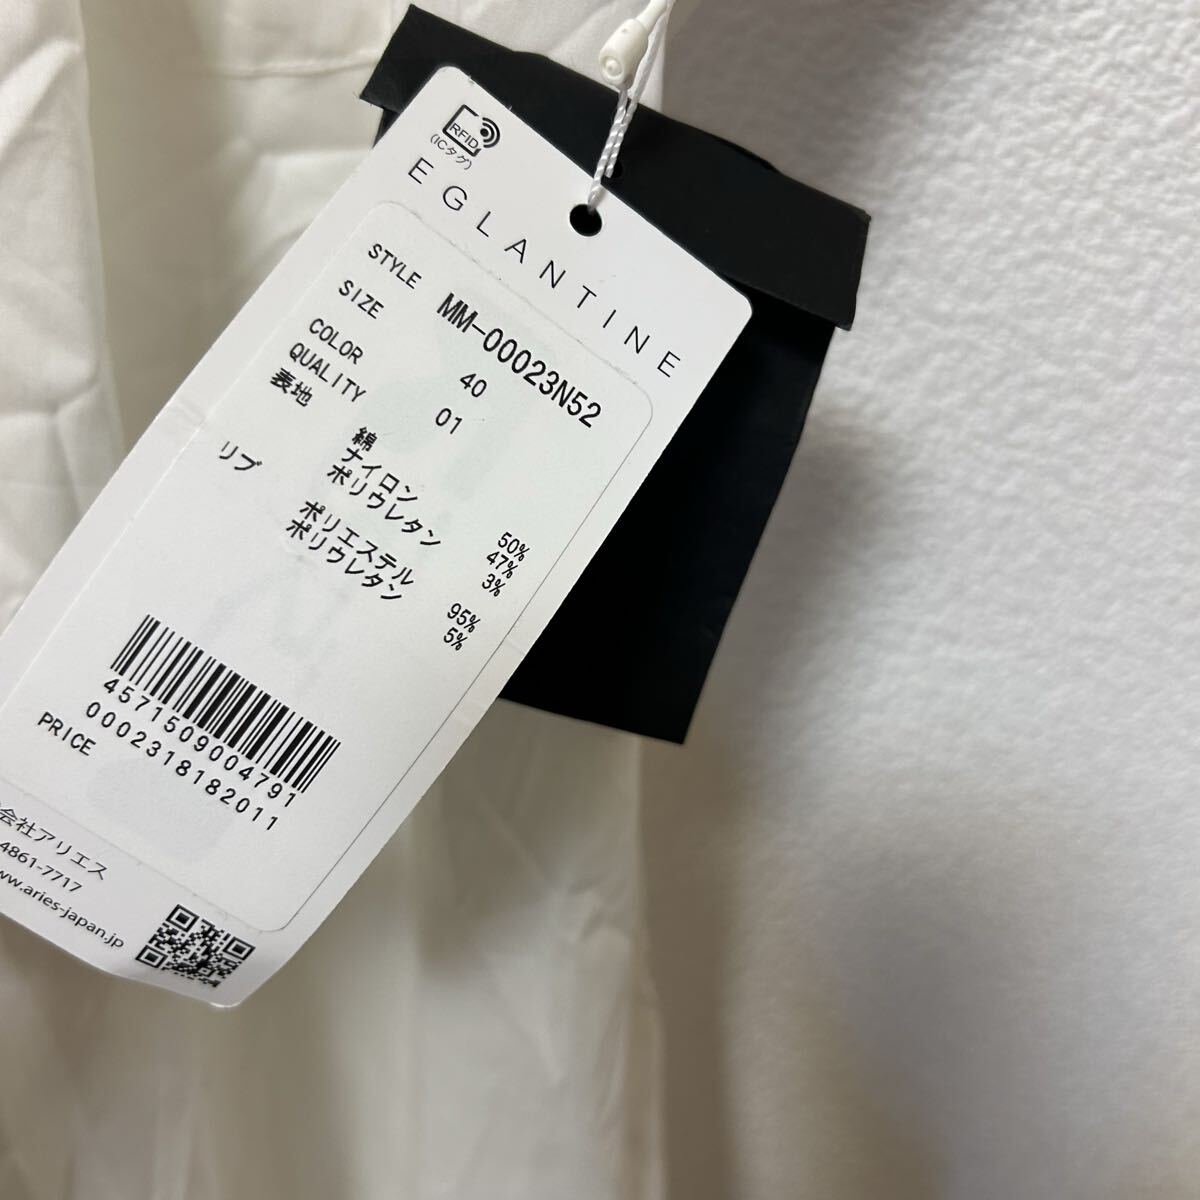 RFID
(ICタグ)
EGLANTINE
STYLE MM-00023N52
SIZE 40
COLOR 01
QUALITY
表地 綿 50%
ナイロン 47%
ポリウレタン 3%
リブ ポリエステル 95%
ポリウレタン 5%
4571509004791
0002318182011
PRICE
会社アリエス
4861-7717
ww.aries-japan.jp